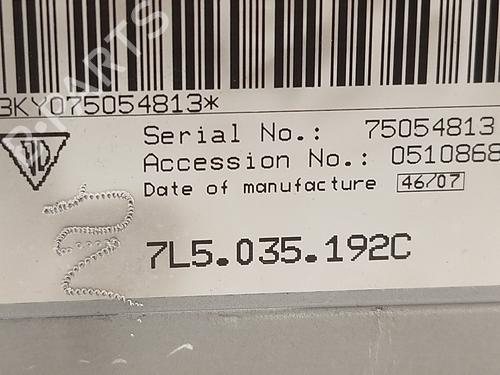 3KY075054813*
Serial No.: 75054813
Accession No.: 0510868
Date of manufacture 46/07
7L5.035.192C